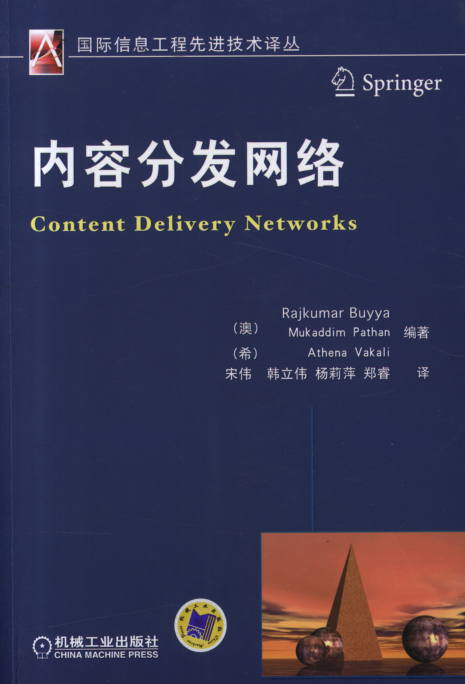 国际信息工程先进技术译丛
Springer
内容分发网络
Content Delivery Networks
Rajkumar Buyya
（澳） Mukaddim Pathan 编著
（希） Athena Vakali
宋伟 韩立伟 杨莉萍 郑睿 译
机械工业出版社
CHINA MACHINE PRESS